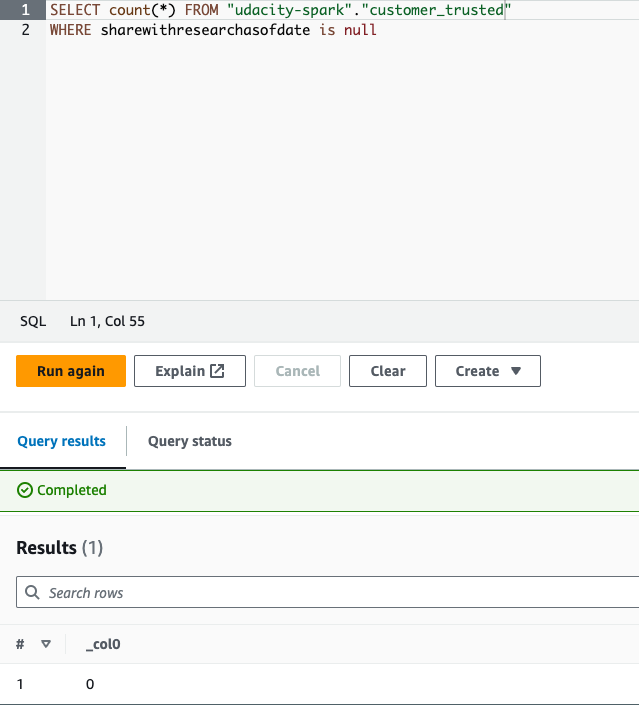 1 SELECT count(*) FROM "udacity-spark"."customer_trusted"
2 WHERE sharewithresearchasofdate is null
SQL Ln 1, Col 55
Run again Explain Cancel Clear Create
Query results Query status
Completed
Results (1)
Search rows
# _col0
1 0